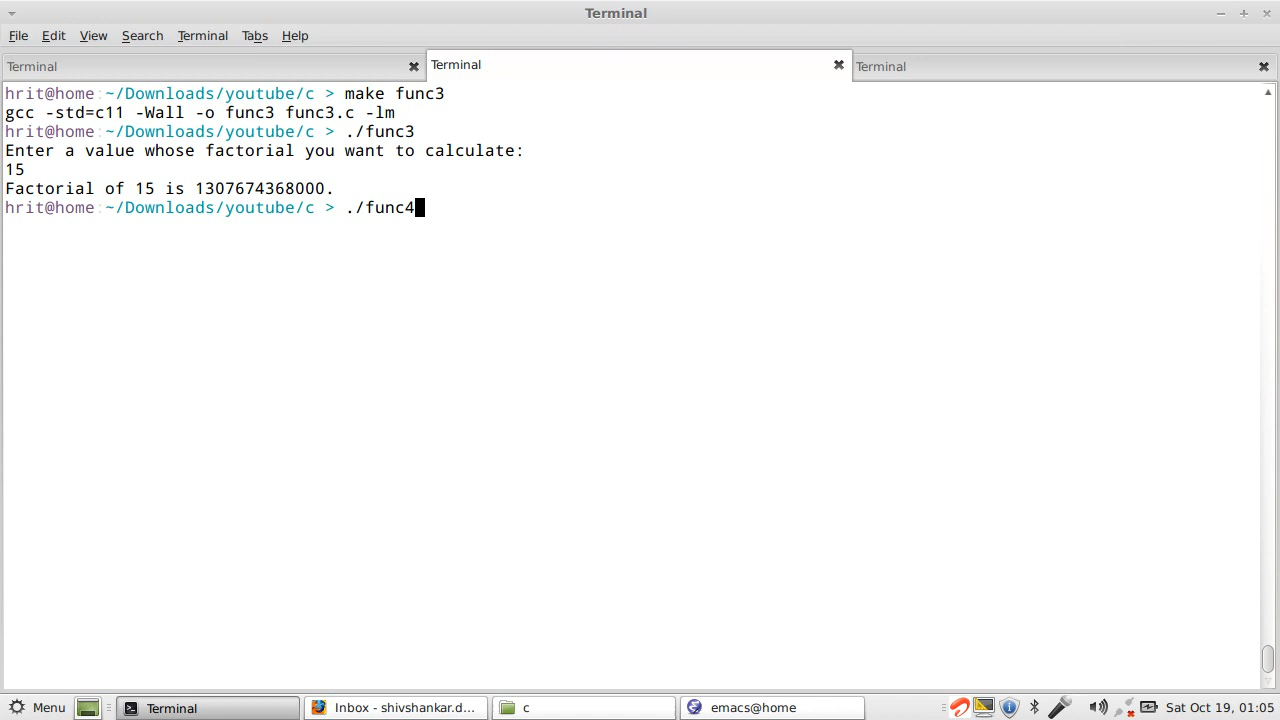 Terminal
File Edit View Search Terminal Tabs Help
Terminal Terminal Terminal
hrit@home:~/Downloads/youtube/c > make func3
gcc -std=c11 -Wall -o func3 func3.c -lm
hrit@home:~/Downloads/youtube/c > ./func3
Enter a value whose factorial you want to calculate:
15
Factorial of 15 is 1307674368000.
hrit@home:~/Downloads/youtube/c > ./func4
Menu Terminal Inbox - shivshankar.d... c emacs@home Sat Oct 19, 01:05